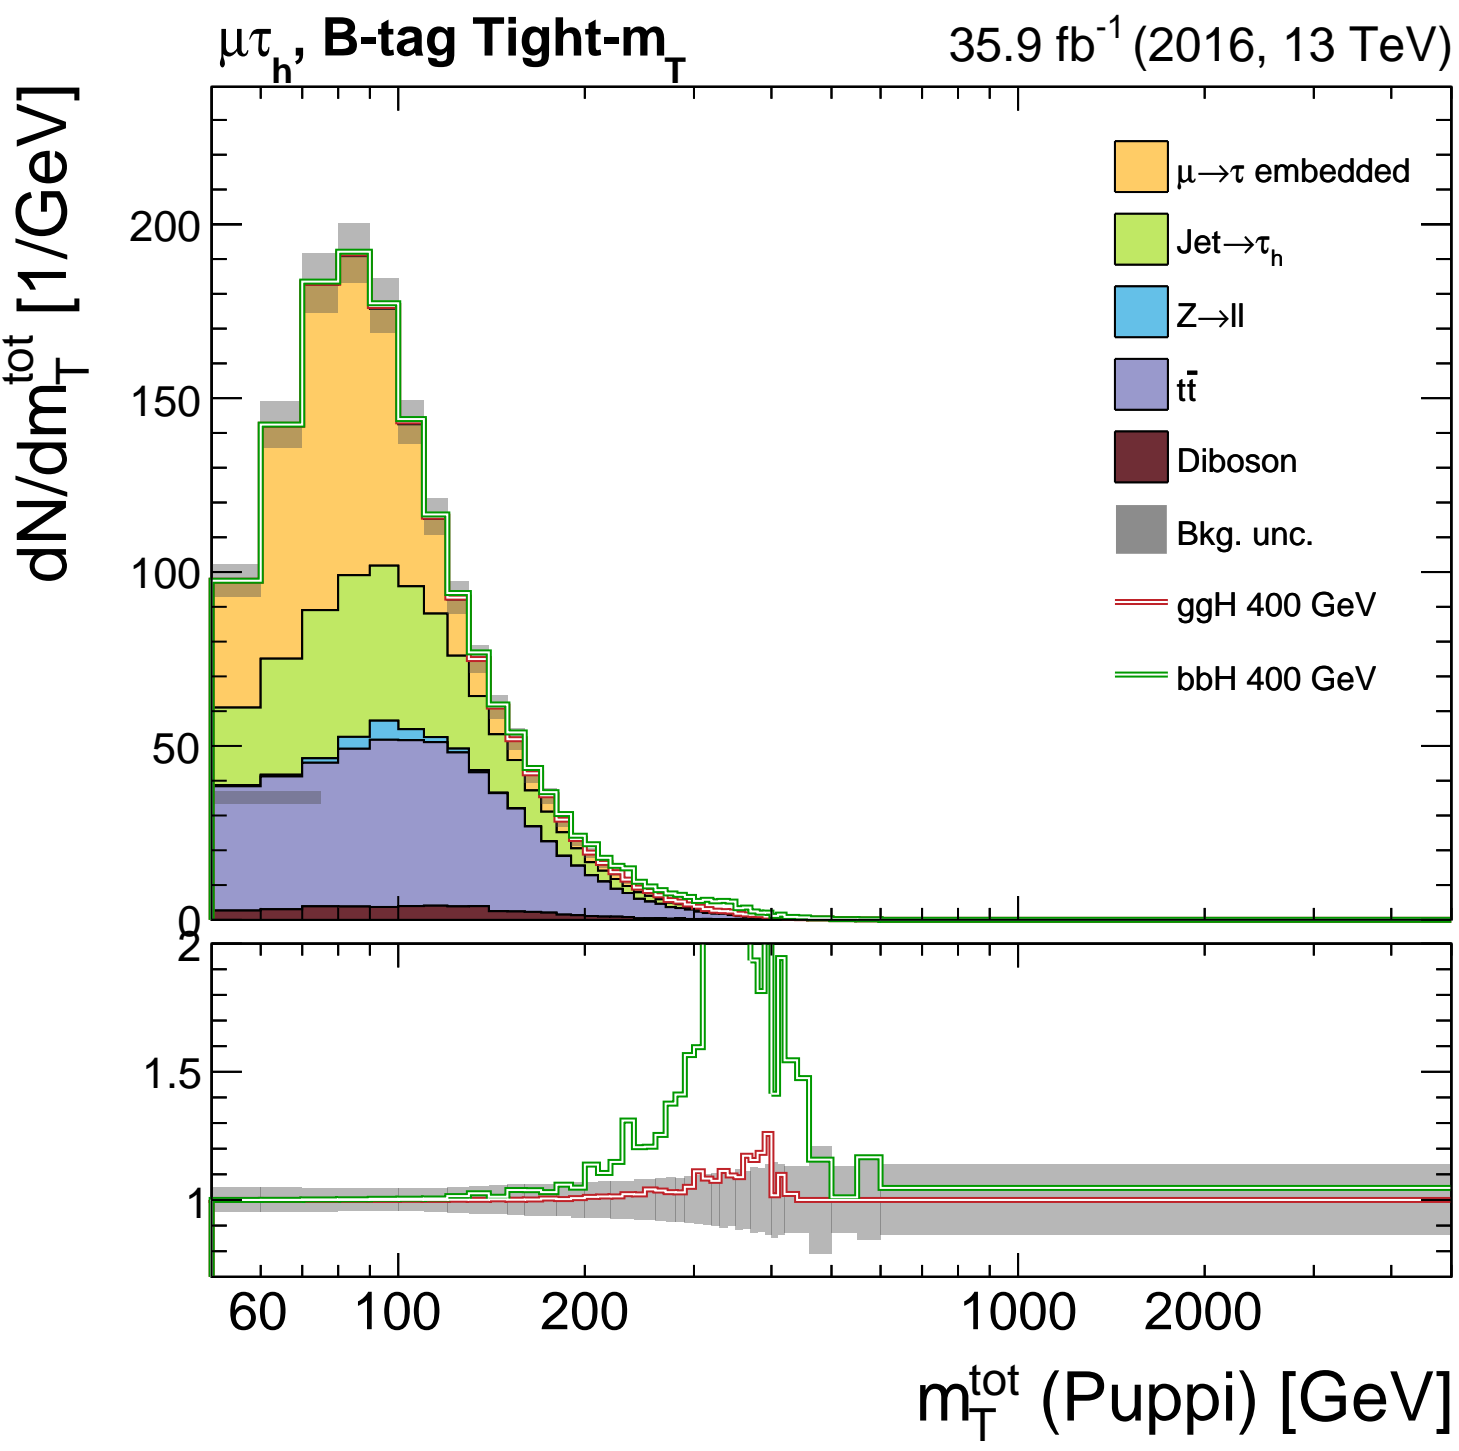 μτh, B-tag Tight-mT
35.9 fb-1 (2016, 13 TeV)
dN/dmTtot [1/GeV]
200
150
100
50
0
μ→τ embedded
Jet→τh
Z→ll
tt̄
Diboson
Bkg. unc.
ggH 400 GeV
bbH 400 GeV
2
1.5
1
60 100 200 1000 2000
mTtot (Puppi) [GeV]